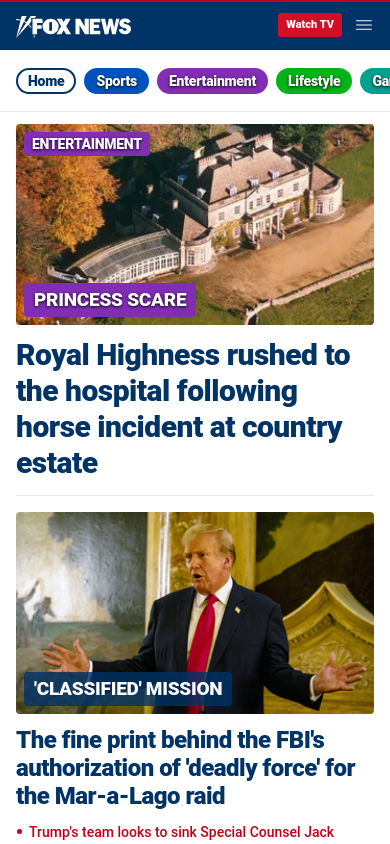 FOX NEWS
Watch TV
Home
Sports
Entertainment
Lifestyle
ENTERTAINMENT
PRINCESS SCARE
Royal Highness rushed to
the hospital following
horse incident at country
estate
'CLASSIFIED' MISSION
The fine print behind the FBI's
authorization of 'deadly force' for
the Mar-a-Lago raid
• Trump's team looks to sink Special Counsel Jack